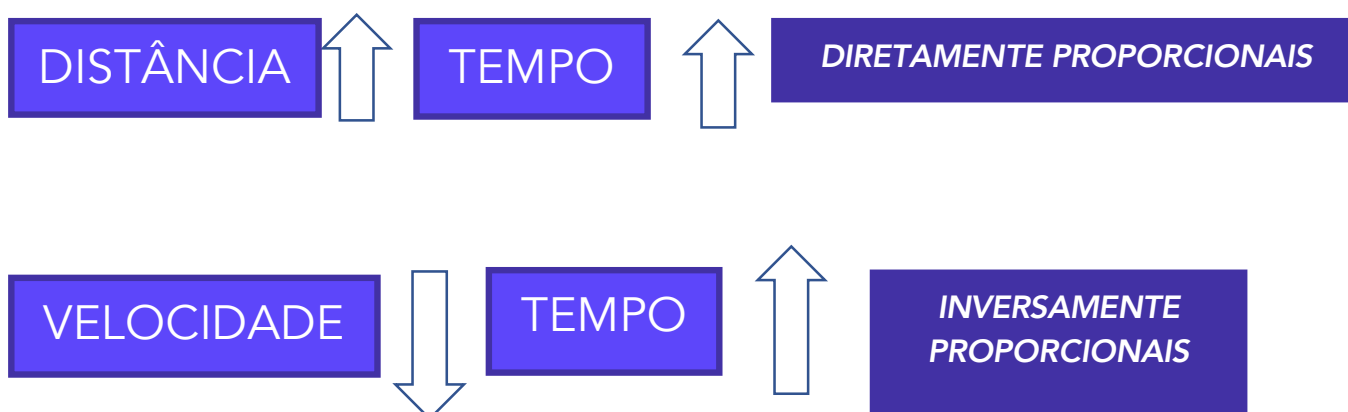 DISTÂNCIA
TEMPO
DIRETAMENTE PROPORCIONAIS
VELOCIDADE
TEMPO
INVERSAMENTE
PROPORCIONAIS